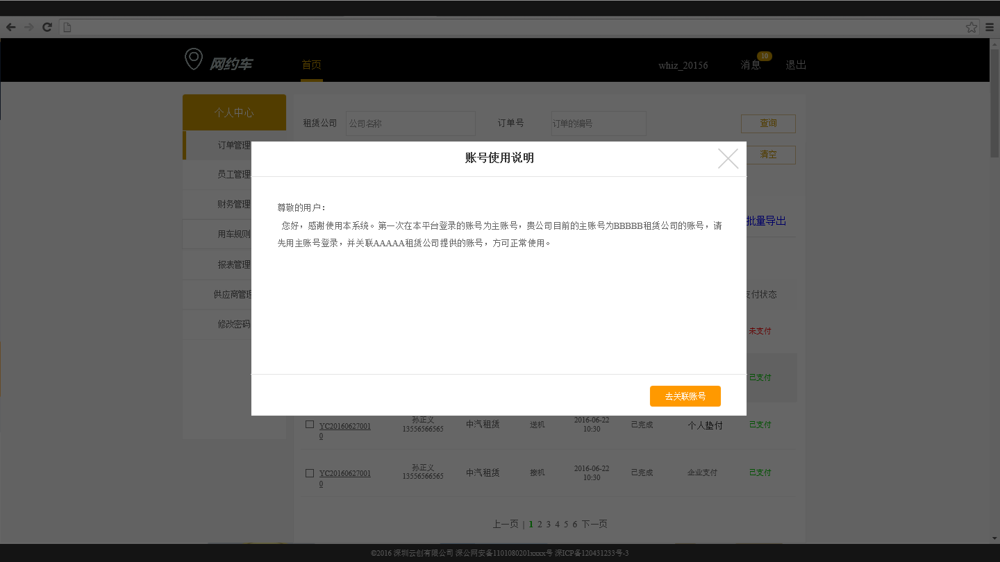 网约车
首页
whiz_20156
消息
10
退出
个人中心
订单管理
员工管理
财务管理
用车规则
报表管理
供应商管理
修改密码
租赁公司
公司名称
订单号
订单的编号
查询
清空
批量导出
账号使用说明
尊敬的用户：
您好，感谢使用本系统。第一次在本平台登录的账号为主账号，贵公司目前的主账号为BBBBB租赁公司的账号，请
先用主账号登录，并关联AAAAA租赁公司提供的账号，方可正常使用。
去关联账号
支付状态
未支付
已支付
YC20160627001
0
孙正义
13556566565
中汽租赁
送机
2016-06-22
10:30
已完成
个人垫付
已支付
YC20160627001
0
孙正义
13556566565
中汽租赁
接机
2016-06-22
10:30
已完成
企业支付
已支付
上一页 | 1 2 3 4 5 6 下一页
©2016 深圳云创有限公司 深公网安备1101080201xxxx号 深ICP备120431233号-3